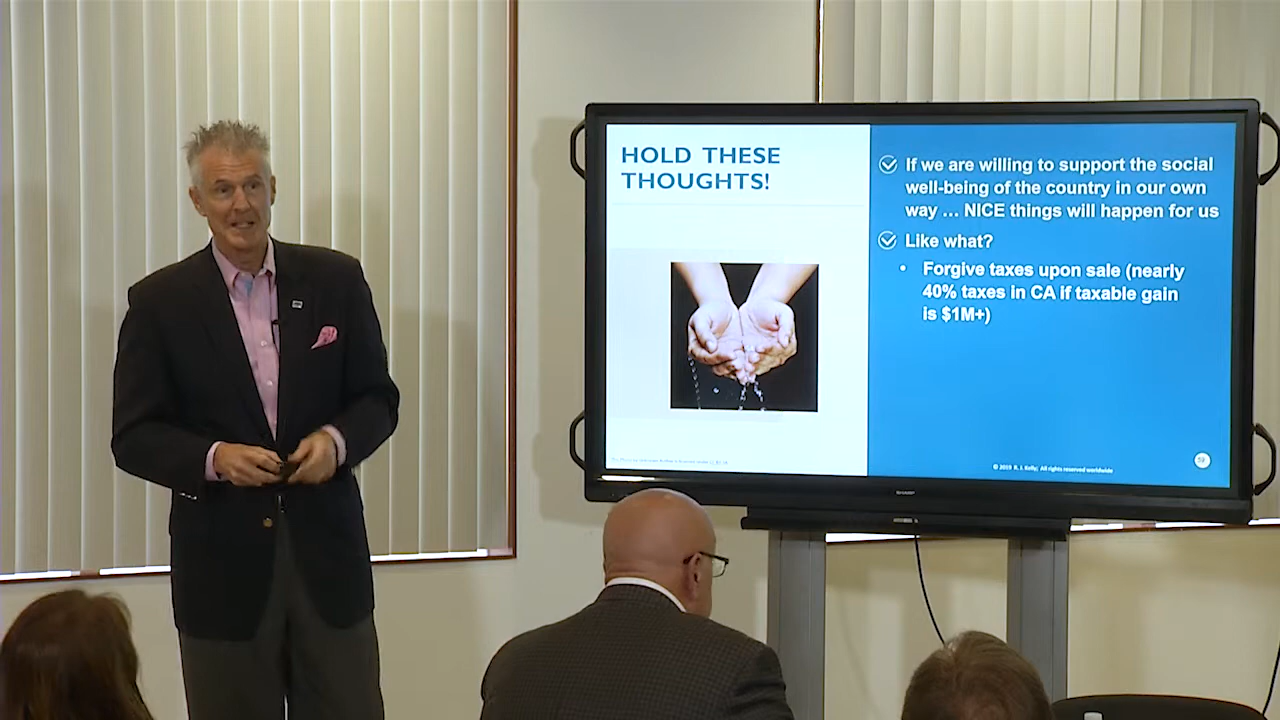 HOLD THESE
THOUGHTS!
If we are willing to support the social
well-being of the country in our own
way ... NICE things will happen for us
Like what?
• Forgive taxes upon sale (nearly
40% taxes in CA if taxable gain
is $1M+)
© 2019 R. J. Kelly; All rights reserved worldwide
SHARP